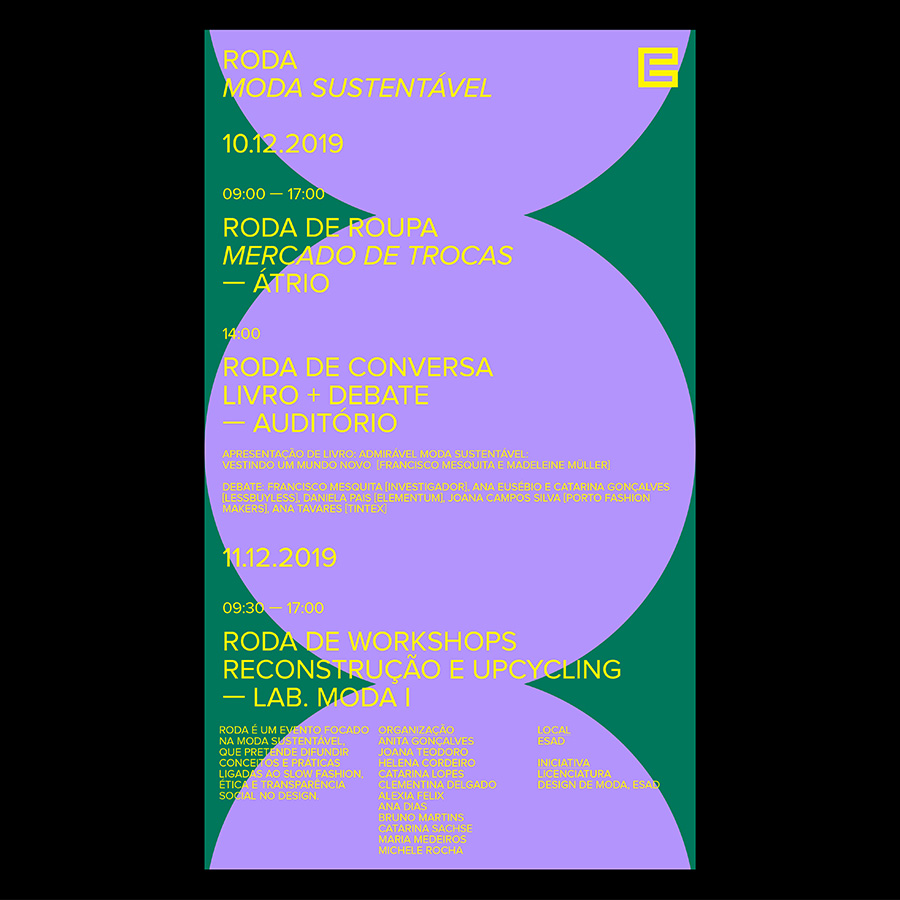 RODA
MODA SUSTENTÁVEL
10.12.2019
09:00 — 17:00
RODA DE ROUPA
MERCADO DE TROCAS
— ÁTRIO
14:00
RODA DE CONVERSA
LIVRO + DEBATE
— AUDITÓRIO
APRESENTAÇÃO DE LIVRO: ADMIRÁVEL MODA SUSTENTÁVEL:
VESTINDO UM MUNDO NOVO [FRANCISCO MESQUITA E MADELEINE MÜLLER]
DEBATE: FRANCISCO MESQUITA [INVESTIGADOR], ANA EUSÉBIO E CATARINA GONÇALVES
[LESSBUYLESS], DANIELA PAIS [ELEMENTUM], JOANA CAMPOS SILVA [PORTO FASHION
MAKERS], ANA TAVARES [TINTEX]
11.12.2019
09:30 — 17:00
RODA DE WORKSHOPS
RECONSTRUÇÃO E UPCYCLING
— LAB. MODA I
RODA É UM EVENTO FOCADO
NA MODA SUSTENTÁVEL,
QUE PRETENDE DIFUNDIR
CONCEITOS E PRÁTICAS
LIGADAS AO SLOW FASHION,
ÉTICA E TRANSPARÊNCIA
SOCIAL NO DESIGN.
ORGANIZAÇÃO
ANITA GONÇALVES
JOANA TEODORO
HELENA CORDEIRO
CATARINA LOPES
CLEMENTINA DELGADO
ALEXIA FELIX
ANA DIAS
BRUNO MARTINS
CATARINA SACHSE
MARIA MEDEIROS
MICHELE ROCHA
LOCAL
ESAD
INICIATIVA
LICENCIATURA
DESIGN DE MODA, ESAD